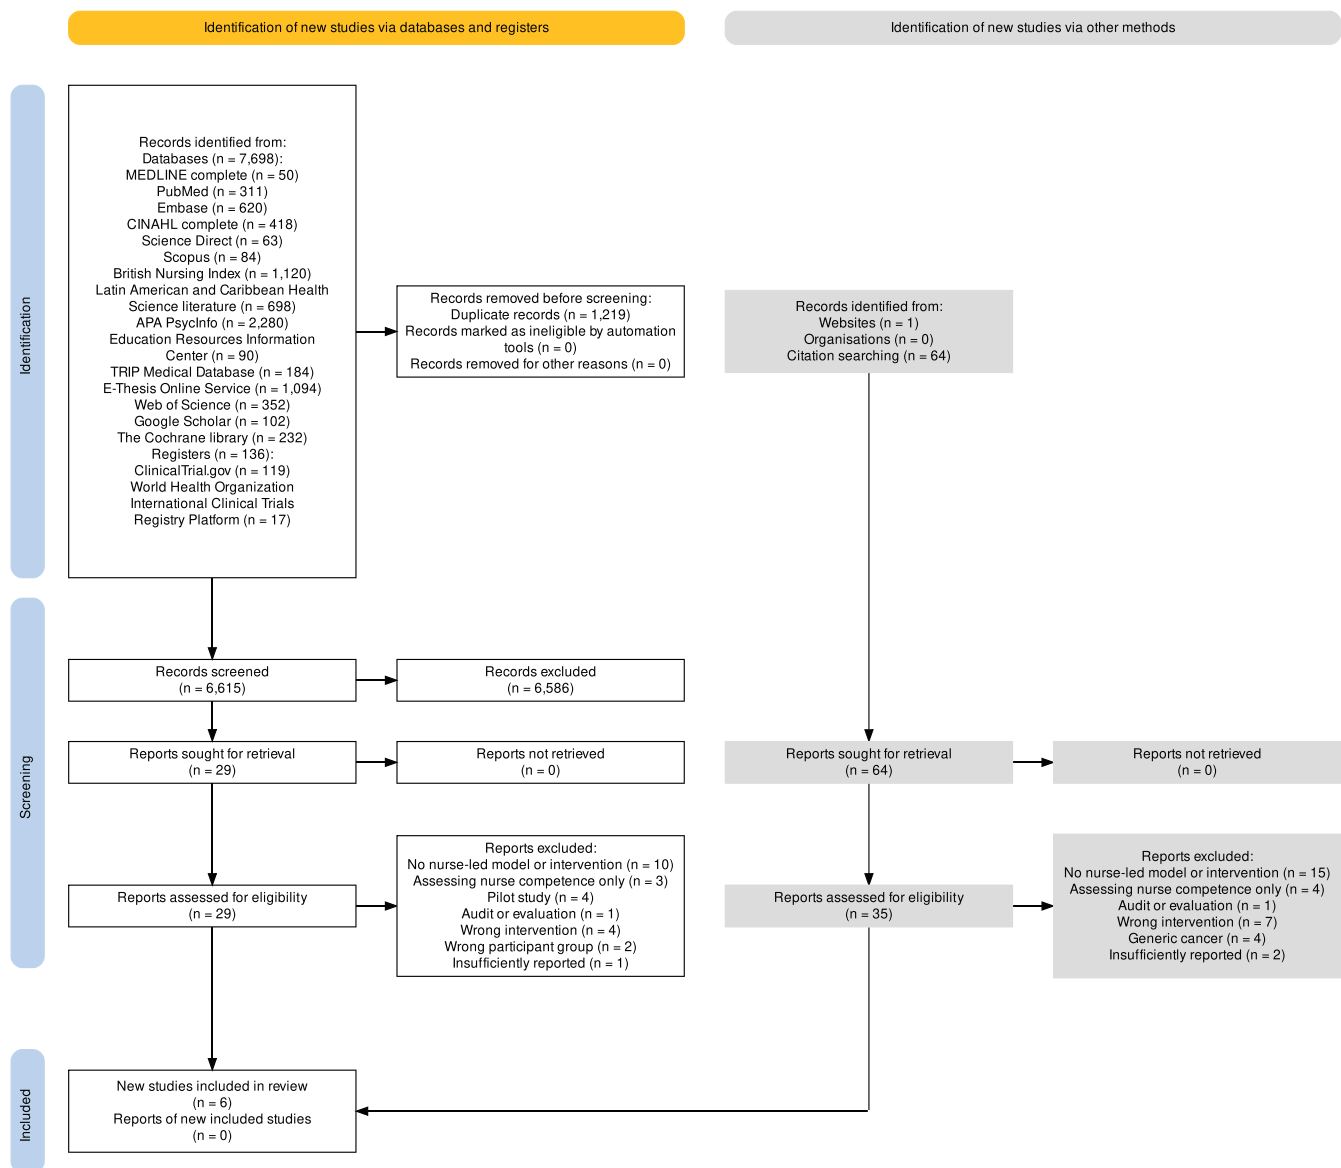 Identification of new studies via databases and registers
Identification of new studies via other methods
Identification
Records identified from:
Databases (n = 7,698):
MEDLINE complete (n = 50)
PubMed (n = 311)
Embase (n = 620)
CINAHL complete (n = 418)
Science Direct (n = 63)
Scopus (n = 84)
British Nursing Index (n = 1,120)
Latin American and Caribbean Health
Science literature (n = 698)
APA PsycInfo (n = 2,280)
Education Resources Information
Center (n = 90)
TRIP Medical Database (n = 184)
E-Thesis Online Service (n = 1,094)
Web of Science (n = 352)
Google Scholar (n = 102)
The Cochrane library (n = 232)
Registers (n = 136):
ClinicalTrial.gov (n = 119)
World Health Organization
International Clinical Trials
Registry Platform (n = 17)
Records removed before screening:
Duplicate records (n = 1,219)
Records marked as ineligible by automation
tools (n = 0)
Records removed for other reasons (n = 0)
Records identified from:
Websites (n = 1)
Organisations (n = 0)
Citation searching (n = 64)
Screening
Records screened
(n = 6,615)
Records excluded
(n = 6,586)
Reports sought for retrieval
(n = 29)
Reports not retrieved
(n = 0)
Reports sought for retrieval
(n = 64)
Reports not retrieved
(n = 0)
Reports assessed for eligibility
(n = 29)
Reports excluded:
No nurse-led model or intervention (n = 10)
Assessing nurse competence only (n = 3)
Pilot study (n = 4)
Audit or evaluation (n = 1)
Wrong intervention (n = 4)
Wrong participant group (n = 2)
Insufficiently reported (n = 1)
Reports assessed for eligibility
(n = 35)
Reports excluded:
No nurse-led model or intervention (n = 15)
Assessing nurse competence only (n = 4)
Audit or evaluation (n = 1)
Wrong intervention (n = 7)
Generic cancer (n = 4)
Insufficiently reported (n = 2)
Included
New studies included in review
(n = 6)
Reports of new included studies
(n = 0)